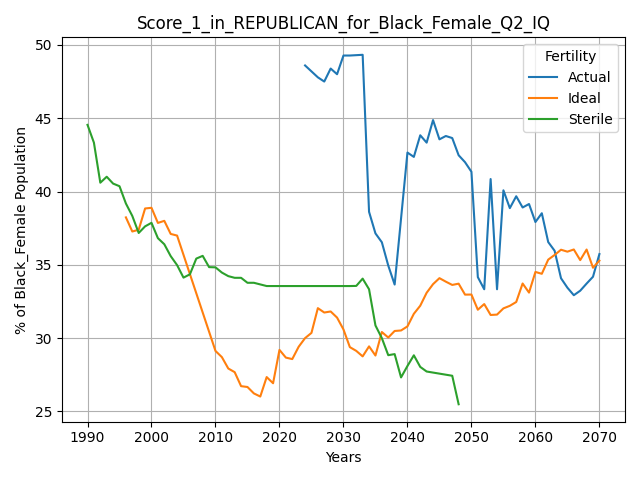 Score_1_in_REPUBLICAN_for_Black_Female_Q2_IQ
% of Black_Female Population
50
45
40
35
30
25
Fertility
Actual
Ideal
Sterile
1990 2000 2010 2020 2030 2040 2050 2060 2070
Years